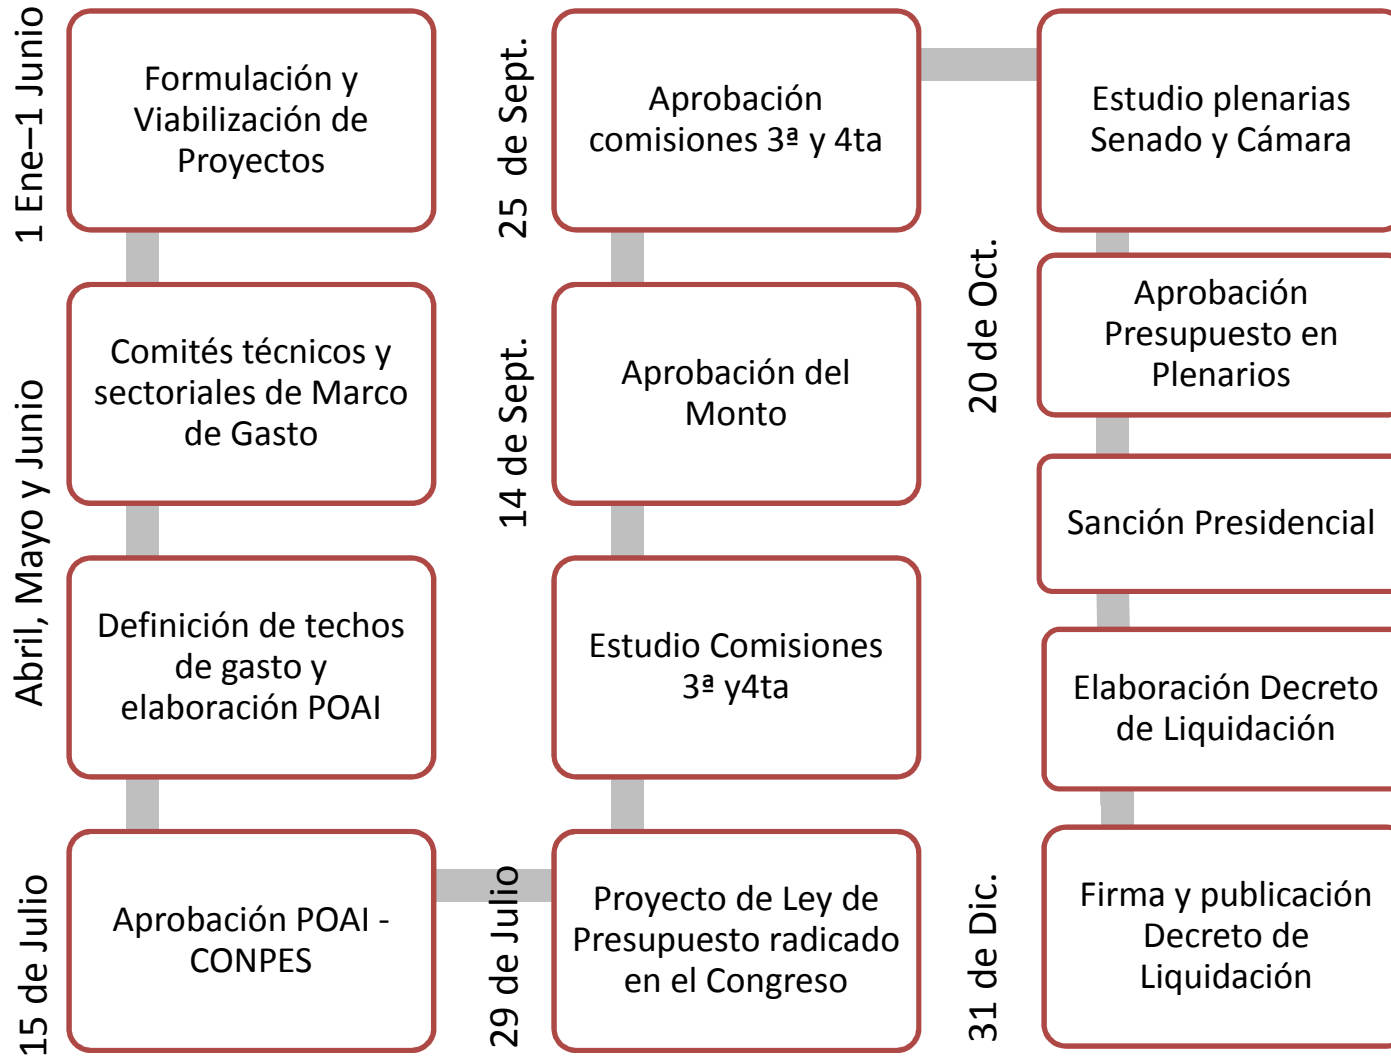 1 Ene–1 Junio
Formulación y
Viabilización de
Proyectos
Abril, Mayo y Junio
Comités técnicos y
sectoriales de Marco
de Gasto
Definición de techos
de gasto y
elaboración POAI
15 de Julio
Aprobación POAI -
CONPES
29 de Julio
Proyecto de Ley de
Presupuesto radicado
en el Congreso
Estudio Comisiones
3ª y4ta
14 de Sept.
Aprobación del
Monto
25 de Sept.
Aprobación
comisiones 3ª y 4ta
Estudio plenarias
Senado y Cámara
20 de Oct.
Aprobación
Presupuesto en
Plenarios
Sanción Presidencial
Elaboración Decreto
de Liquidación
31 de Dic.
Firma y publicación
Decreto de
Liquidación